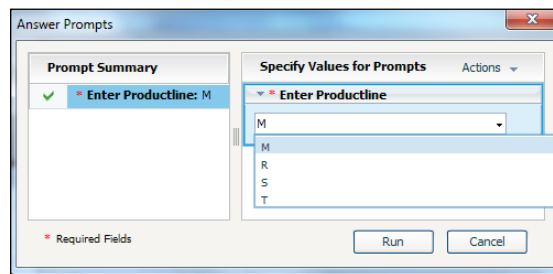 Answer Prompts
Prompt Summary
* Enter Productline: M
Specify Values for Prompts
Actions
* Enter Productline
M
M
R
S
T
* Required Fields
Run
Cancel